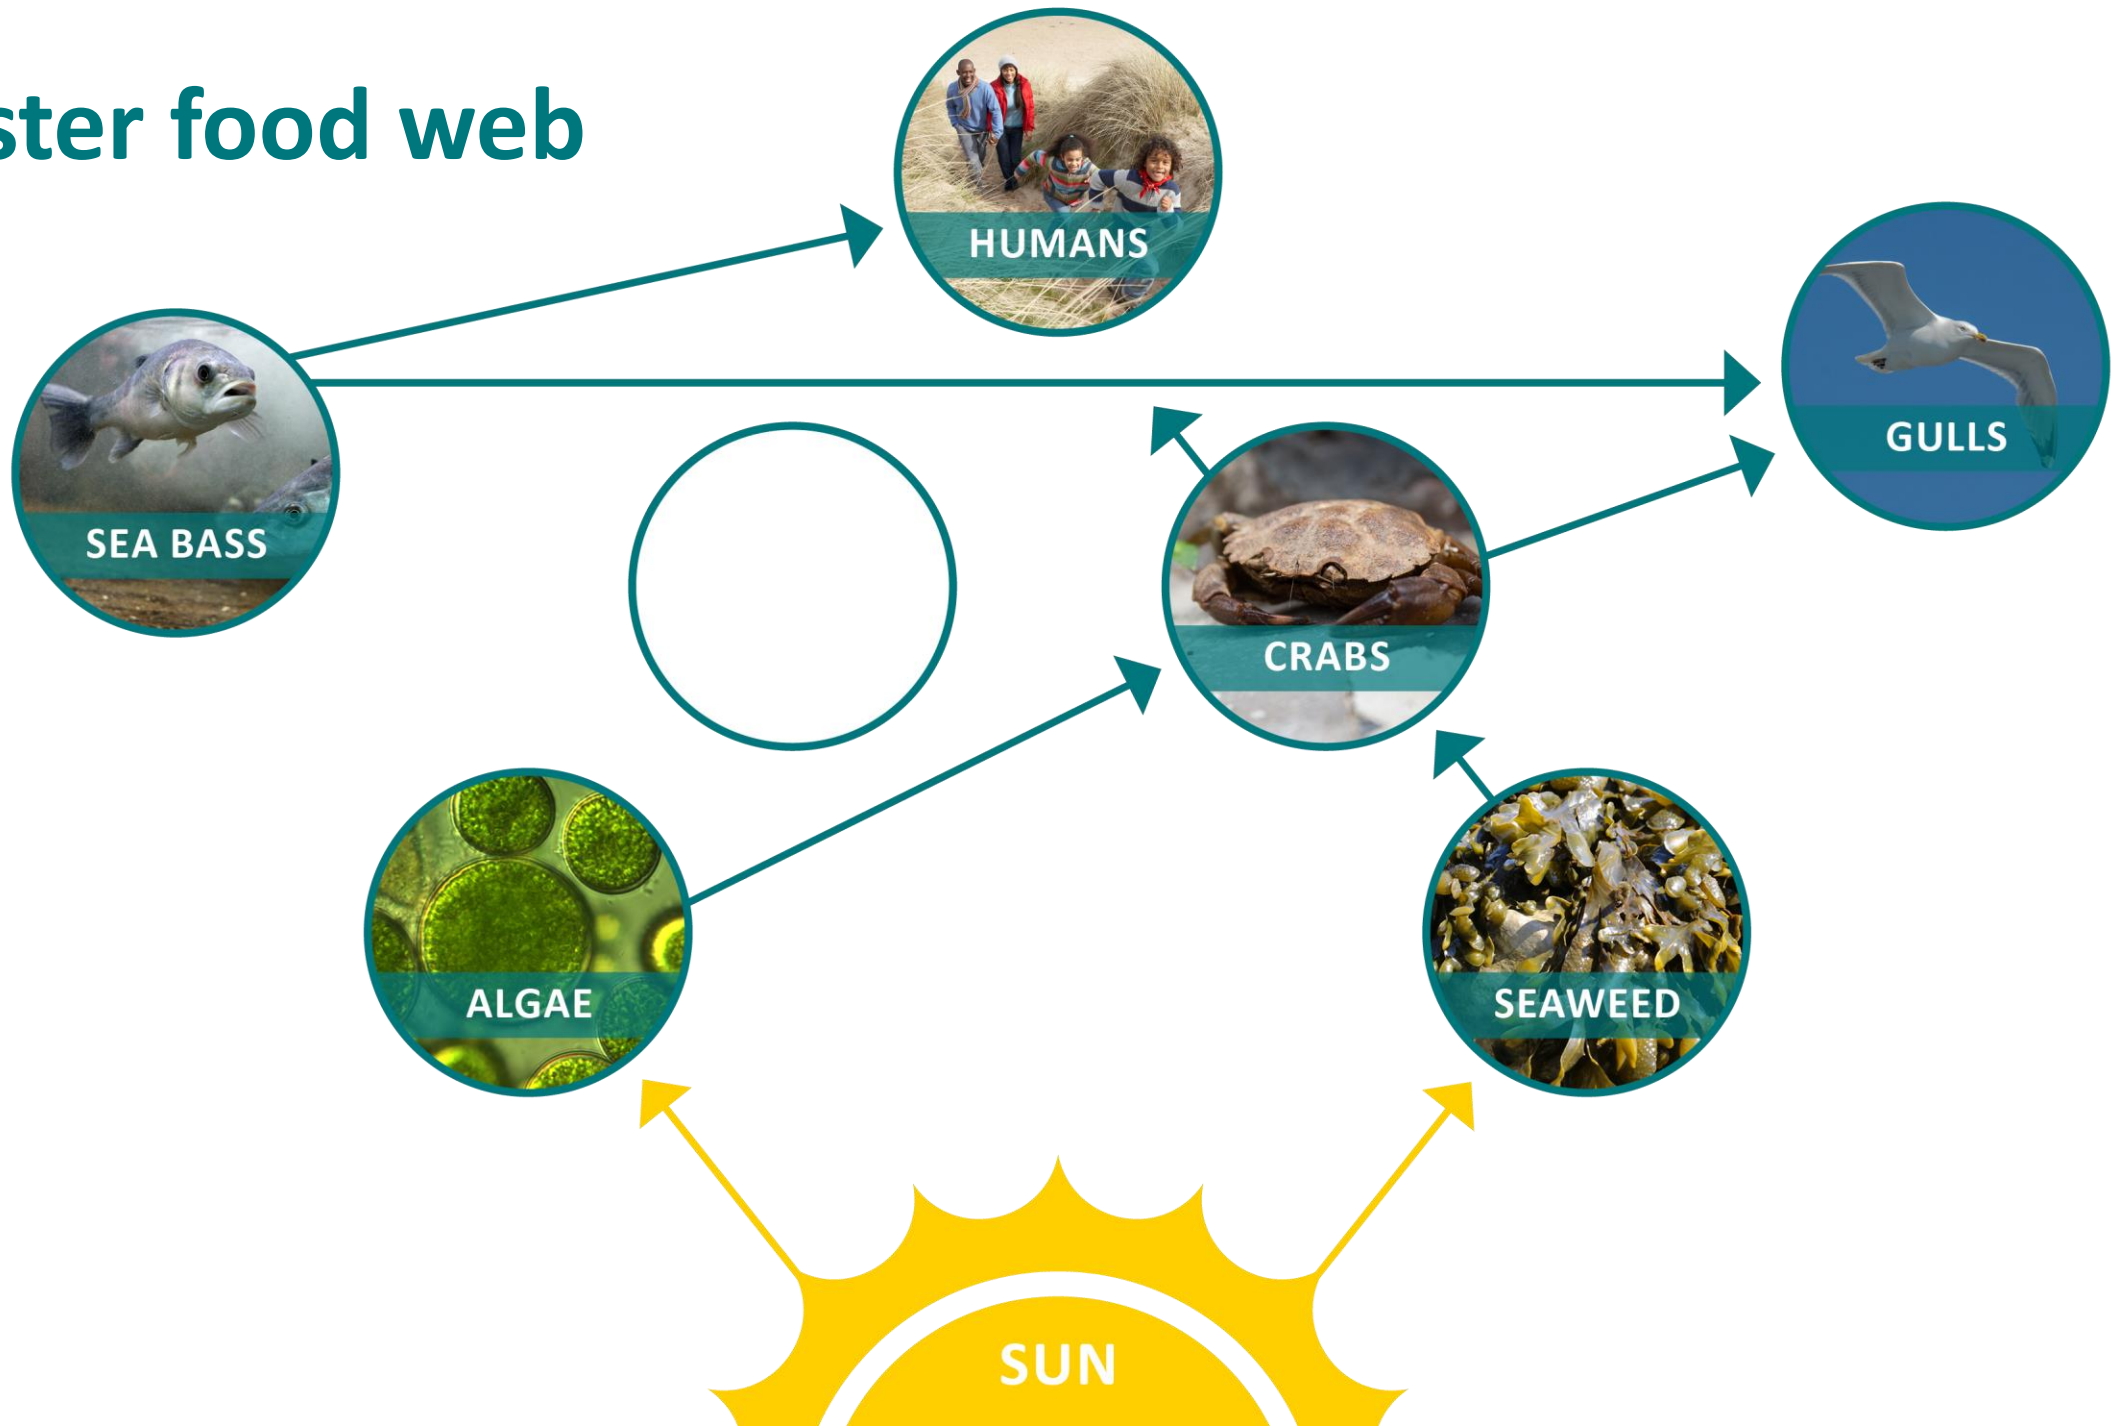 ster food web
HUMANS
GULLS
SEA BASS
CRABS
ALGAE
SEAWEED
SUN